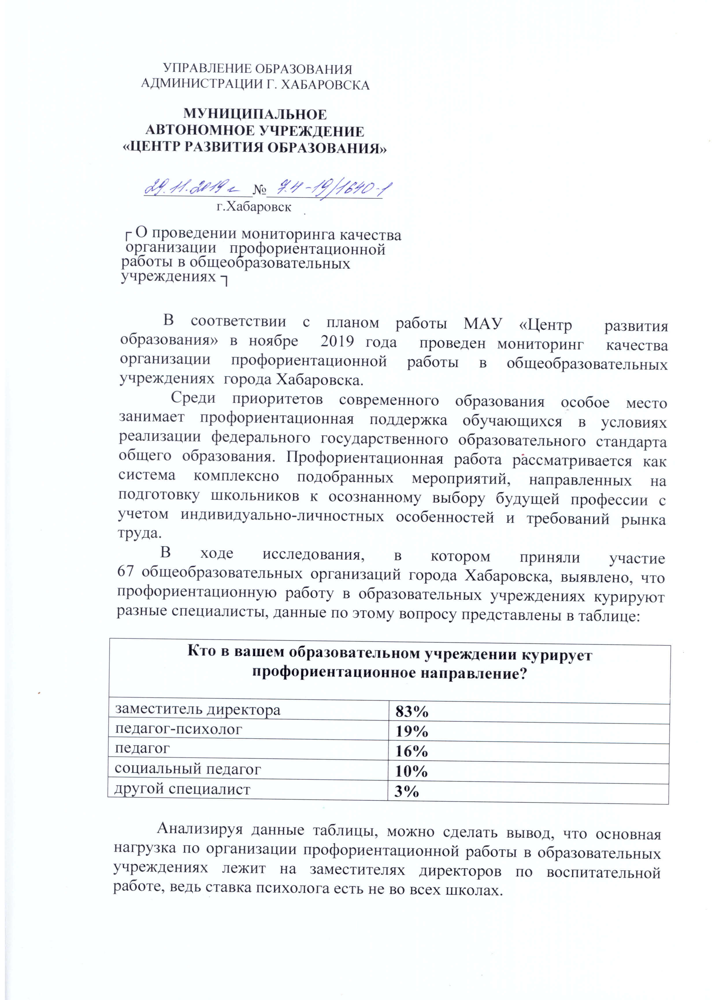 УПРАВЛЕНИЕ ОБРАЗОВАНИЯ
АДМИНИСТРАЦИИ Г. ХАБАРОВСКА
МУНИЦИПАЛЬНОЕ
АВТОНОМНОЕ УЧРЕЖДЕНИЕ
«ЦЕНТР РАЗВИТИЯ ОБРАЗОВАНИЯ»
29.11.2019 г № 7.4-19/1640-1
г.Хабаровск
О проведении мониторинга качества
организации профориентационной
работы в общеобразовательных
учреждениях
В соответствии с планом работы МАУ «Центр развития
образования» в ноябре 2019 года проведен мониторинг качества
организации профориентационной работы в общеобразовательных
учреждениях города Хабаровска.
Среди приоритетов современного образования особое место
занимает профориентационная поддержка обучающихся в условиях
реализации федерального государственного образовательного стандарта
общего образования. Профориентационная работа рассматривается как
система комплексно подобранных мероприятий, направленных на
подготовку школьников к осознанному выбору будущей профессии с
учетом индивидуально-личностных особенностей и требований рынка
труда.
В ходе исследования, в котором приняли участие
67 общеобразовательных организаций города Хабаровска, выявлено, что
профориентационную работу в образовательных учреждениях курируют
разные специалисты, данные по этому вопросу представлены в таблице:
Кто в вашем образовательном учреждении курирует
профориентационное направление?
заместитель директора 83%
педагог-психолог 19%
педагог 16%
социальный педагог 10%
другой специалист 3%
Анализируя данные таблицы, можно сделать вывод, что основная
нагрузка по организации профориентационной работы в образовательных
учреждениях лежит на заместителях директоров по воспитательной
работе, ведь ставка психолога есть не во всех школах.